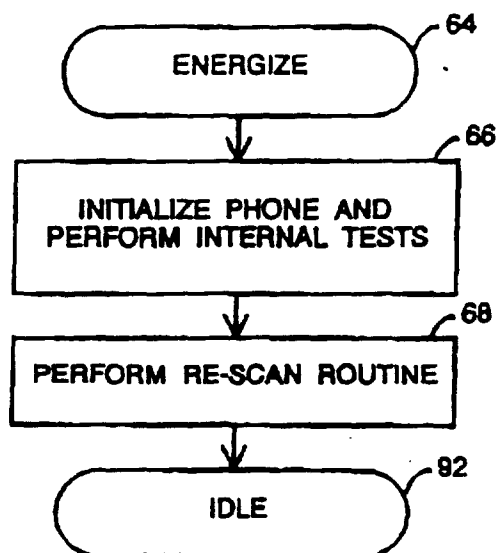 ENERGIZE
64
66
INITIALIZE PHONE AND
PERFORM INTERNAL TESTS
68
PERFORM RE-SCAN ROUTINE
92
IDLE